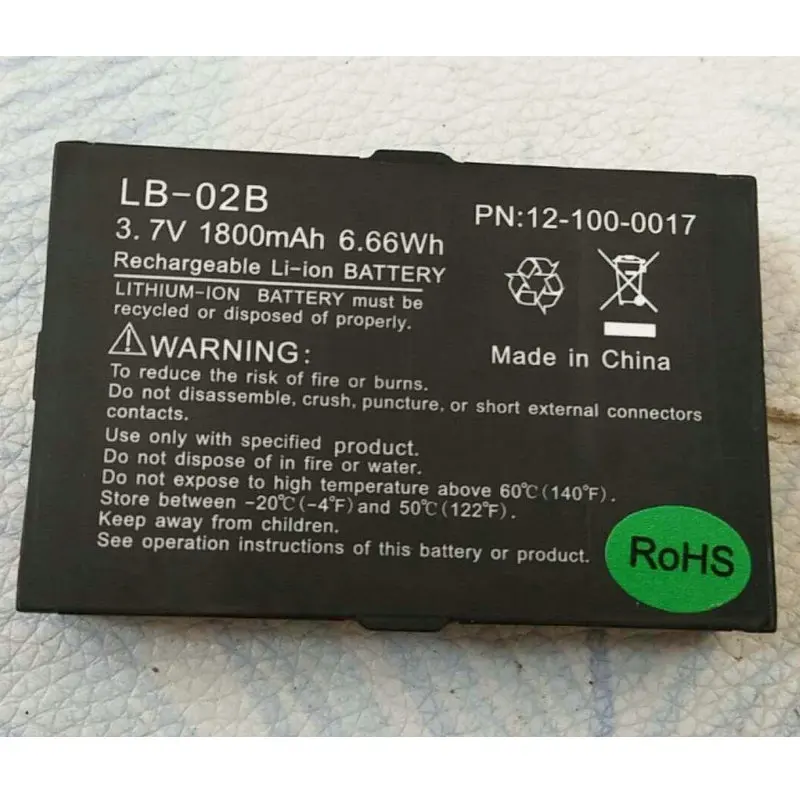 LB-02B
3.7V 1800mAh 6.66Wh
Rechargeable Li-ion BATTERY
LITHIUM-ION BATTERY must be
recycled or disposed of properly.
PN:12-100-0017
Made in China
WARNING:
To reduce the risk of fire or burns.
Do not disassemble, crush, puncture, or short external connectors
contacts.
Use only with specified product.
Do not dispose of in fire or water.
Do not expose to high temperature above 60℃(140℉).
Store between -20℃(-4℉)and 50℃(122℉).
Keep away from children.
See operation instructions of this battery or product.
RoHS